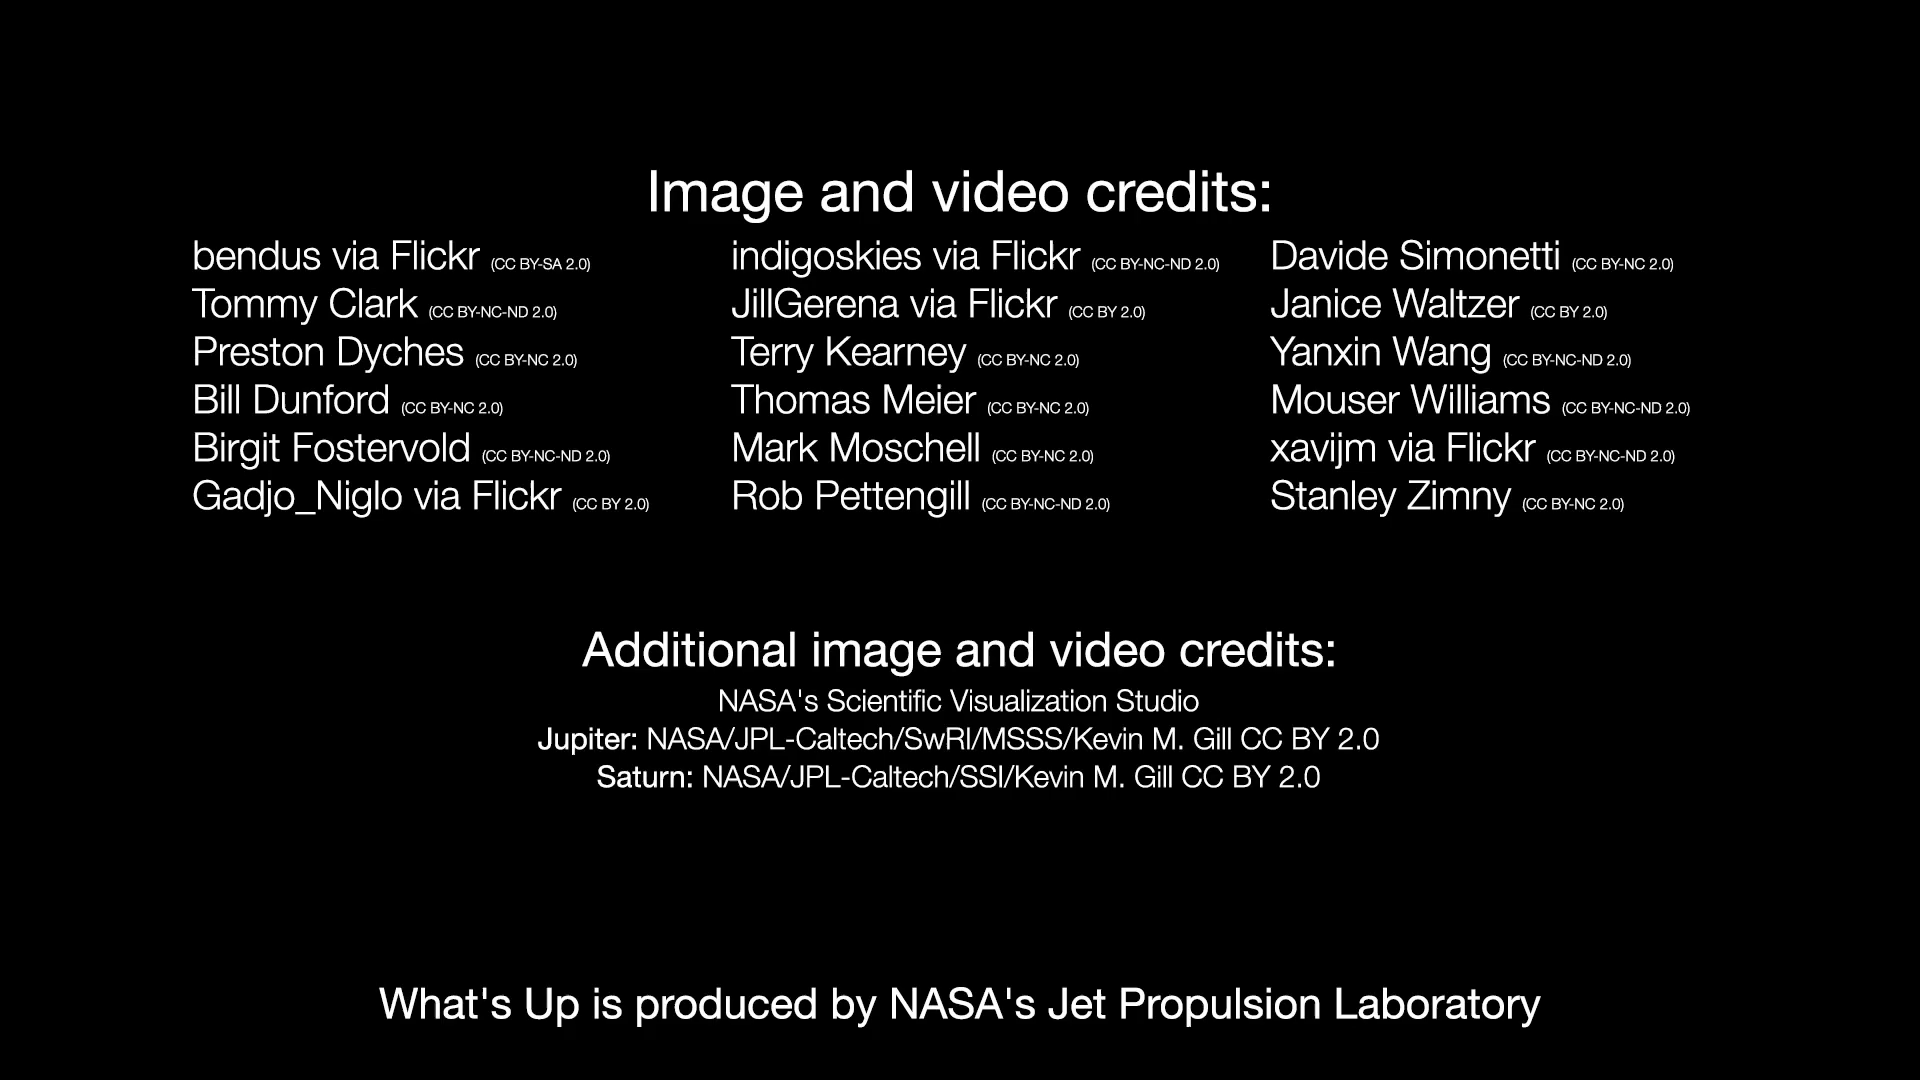 Image and video credits:
bendus via Flickr (CC BY-SA 2.0)
Tommy Clark (CC BY-NC-ND 2.0)
Preston Dyches (CC BY-NC 2.0)
Bill Dunford (CC BY-NC 2.0)
Birgit Fostervold (CC BY-NC-ND 2.0)
Gadjo_Niglo via Flickr (CC BY 2.0)
indigoskies via Flickr (CC BY-NC-ND 2.0)
JillGerena via Flickr (CC BY 2.0)
Terry Kearney (CC BY-NC 2.0)
Thomas Meier (CC BY-NC 2.0)
Mark Moschell (CC BY-NC 2.0)
Rob Pettengill (CC BY-NC-ND 2.0)
Davide Simonetti (CC BY-NC 2.0)
Janice Waltzer (CC BY 2.0)
Yanxin Wang (CC BY-NC-ND 2.0)
Mouser Williams (CC BY-NC-ND 2.0)
xavijm via Flickr (CC BY-NC-ND 2.0)
Stanley Zimny (CC BY-NC 2.0)
Additional image and video credits:
NASA's Scientific Visualization Studio
Jupiter: NASA/JPL-Caltech/SwRI/MSSS/Kevin M. Gill CC BY 2.0
Saturn: NASA/JPL-Caltech/SSI/Kevin M. Gill CC BY 2.0
What's Up is produced by NASA's Jet Propulsion Laboratory